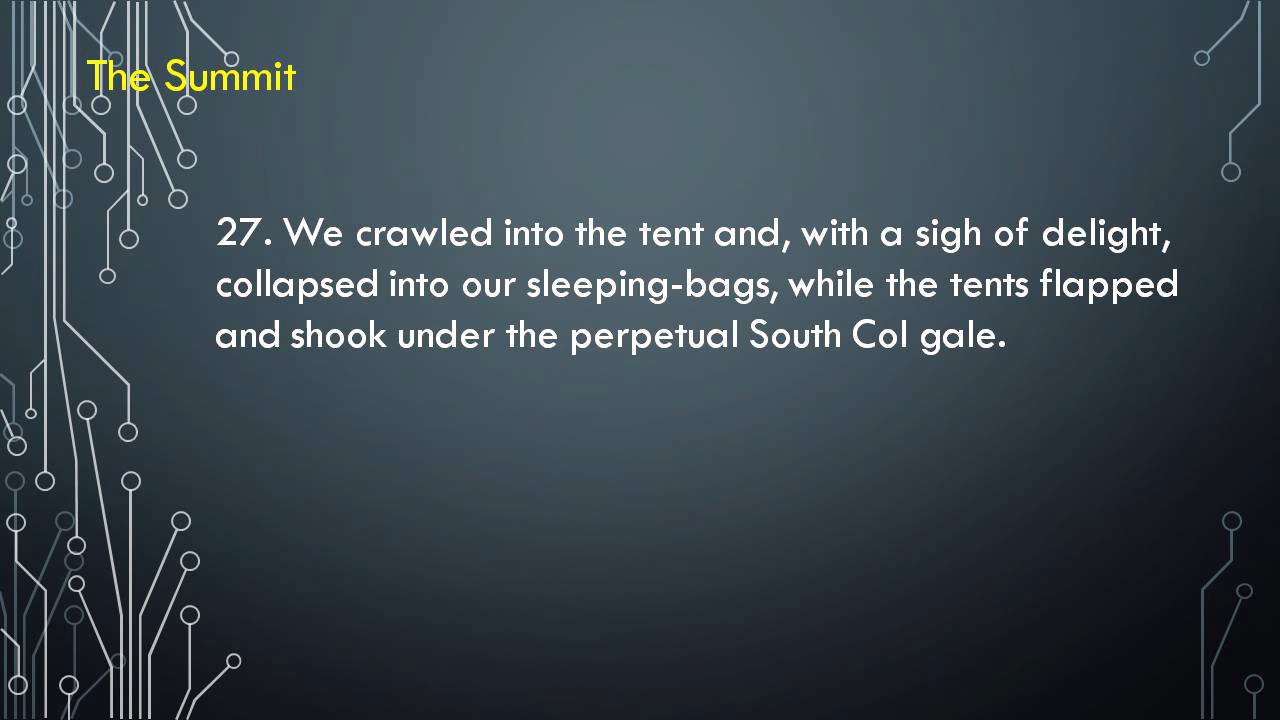 The Summit
27. We crawled into the tent and, with a sigh of delight,
collapsed into our sleeping-bags, while the tents flapped
and shook under the perpetual South Col gale.